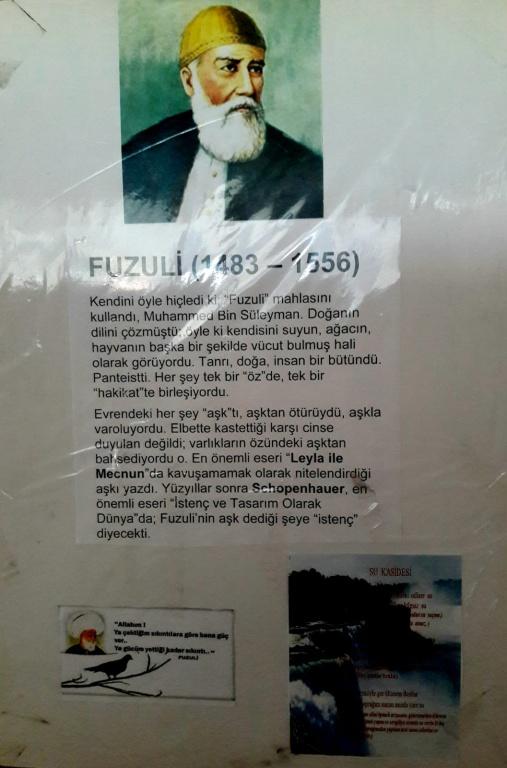 FUZULİ (1483 – 1556)
Kendini öyle hiçledi ki, "Fuzuli" mahlasını
kullandı, Muhammed Bin Süleyman. Doğanın
dilini çözmüştü; öyle ki kendisini suyun, ağacın,
hayvanın başka bir şekilde vücut bulmuş hali
olarak görüyordu. Tanrı, doğa, insan bir bütündü.
Panteistti. Her şey tek bir "öz"de, tek bir
"hakikat"te birleşiyordu.
Evrendeki her şey "aşk"tı, aşktan ötürüydü, aşkla
varoluyordu. Elbette kastettiği karşı cinse
duyulan değildi; varlıkların özündeki aşktan
bahsediyordu o. En önemli eseri "Leyla ile
Mecnun"da kavuşamamak olarak nitelendirdiği
aşkı yazdı. Yüzyıllar sonra Schopenhauer, en
önemli eseri "İstenç ve Tasarım Olarak
Dünya"da; Fuzuli'nin aşk dediği şeye "istenç"
diyecekti.
"Allahım !
Ya çektiğim sıkıntılara göre bana güç
ver..
Ya gücüm yettiği kadar sıkıntı.. "
FUZULİ
SU KASİDESİ